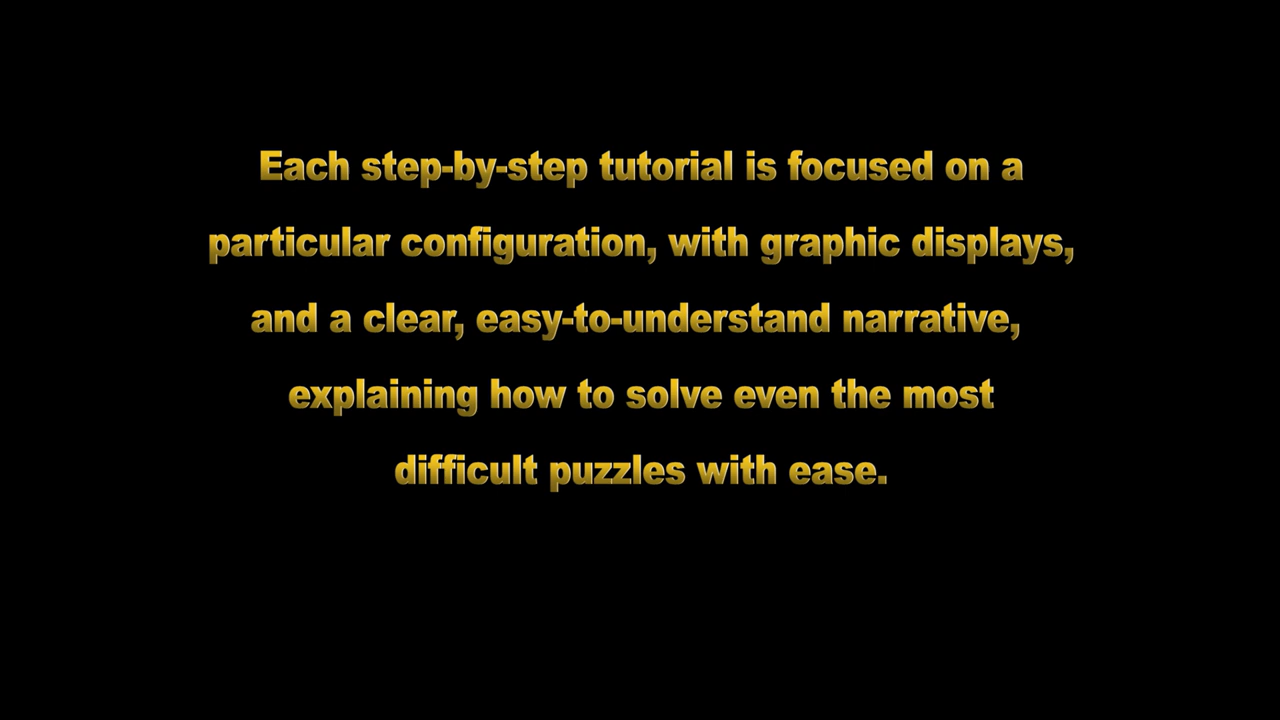 Each step-by-step tutorial is focused on a
particular configuration, with graphic displays,
and a clear, easy-to-understand narrative,
explaining how to solve even the most
difficult puzzles with ease.